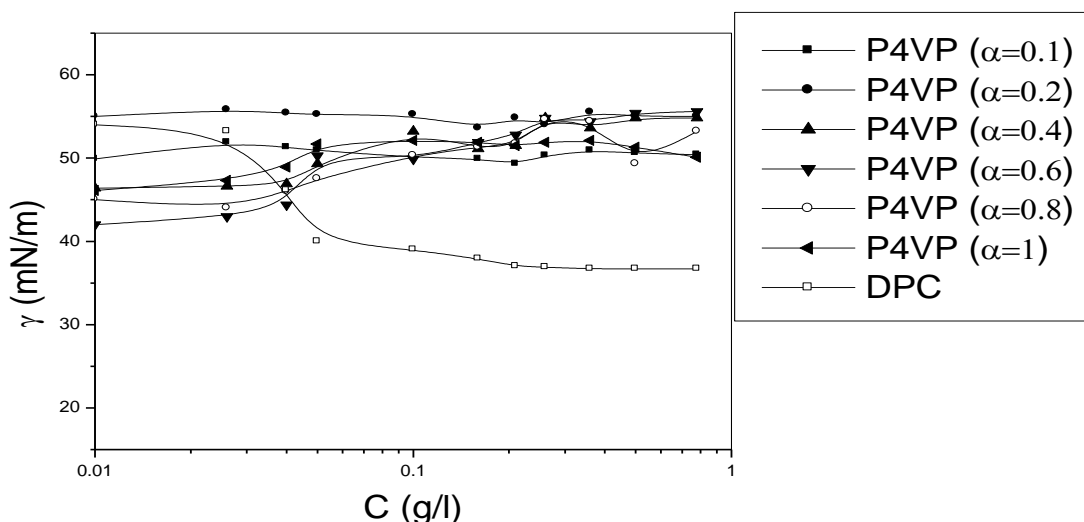 60
50
40
30
20
0.01
0.1
1
γ (mN/m)
C (g/l)
P4VP (α=0.1)
P4VP (α=0.2)
P4VP (α=0.4)
P4VP (α=0.6)
P4VP (α=0.8)
P4VP (α=1)
DPC